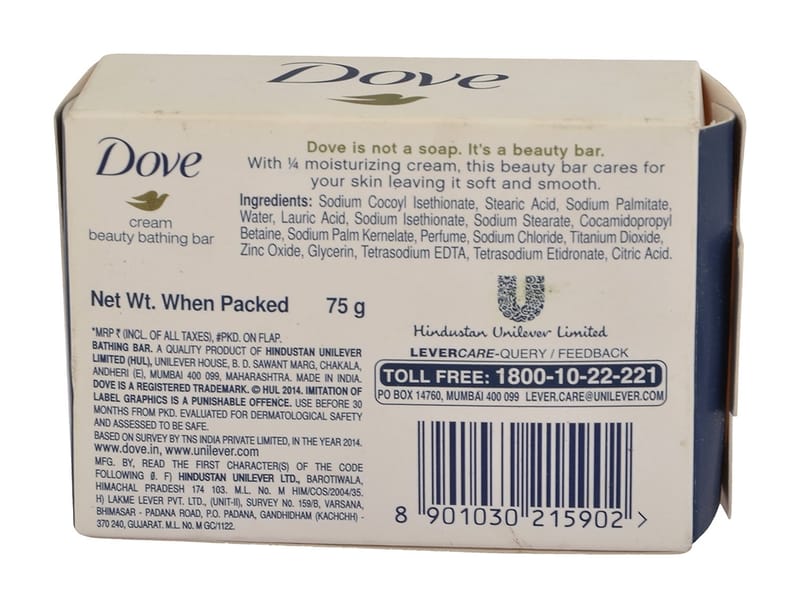 Dove
Dove
cream
beauty bathing bar
Dove is not a soap. It's a beauty bar.
With ¼ moisturizing cream, this beauty bar cares for
your skin leaving it soft and smooth.
Ingredients: Sodium Cocoyl Isethionate, Stearic Acid, Sodium Palmitate,
Water, Lauric Acid, Sodium Isethionate, Sodium Stearate, Cocamidopropyl
Betaine, Sodium Palm Kernelate, Perfume, Sodium Chloride, Titanium Dioxide,
Zinc Oxide, Glycerin, Tetrasodium EDTA, Tetrasodium Etidronate, Citric Acid.
Net Wt. When Packed 75 g
*MRP ₹ (INCL. OF ALL TAXES), #PKD. ON FLAP.
BATHING BAR. A QUALITY PRODUCT OF HINDUSTAN UNILEVER
LIMITED (HUL), UNILEVER HOUSE, B. D. SAWANT MARG, CHAKALA,
ANDHERI (E), MUMBAI 400 099, MAHARASHTRA. MADE IN INDIA.
DOVE IS A REGISTERED TRADEMARK. © HUL 2014. IMITATION OF
LABEL GRAPHICS IS A PUNISHABLE OFFENCE. USE BEFORE 30
MONTHS FROM PKD. EVALUATED FOR DERMATOLOGICAL SAFETY
AND ASSESSED TO BE SAFE.
BASED ON SURVEY BY TNS INDIA PRIVATE LIMITED, IN THE YEAR 2014.
www.dove.in, www.unilever.com
MFG. BY, READ THE FIRST CHARACTER(S) OF THE CODE
FOLLOWING Ø. F) HINDUSTAN UNILEVER LTD., BAROTIWALA,
HIMACHAL PRADESH 174 103. M.L. No. M HIM/COS/2004/35.
H) LAKME LEVER PVT. LTD., (UNIT-II), SURVEY No. 159/B, VARSANA,
BHIMASAR - PADANA ROAD, P.O. PADANA, GANDHIDHAM (KACHCHH) -
370 240, GUJARAT. M.L. No. M GC/1122.
Hindustan Unilever Limited
LEVERCARE-QUERY / FEEDBACK
TOLL FREE: 1800-10-22-221
PO BOX 14760, MUMBAI 400 099 LEVER.CARE@UNILEVER.COM
8 901030 215902 >